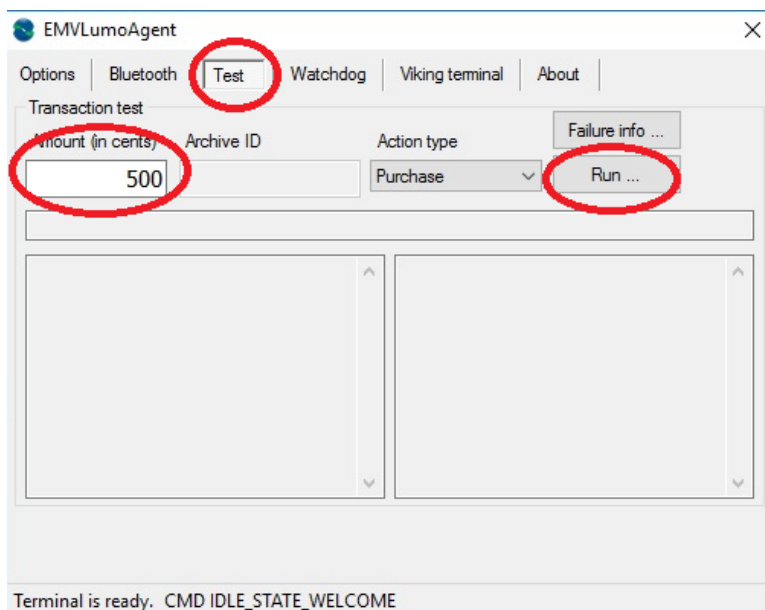 EMVLumoAgent
Options Bluetooth Test Watchdog Viking terminal About
Transaction test
Amount (in cents) Archive ID Action type Failure info ...
500 Purchase Run ...
Terminal is ready. CMD IDLE_STATE_WELCOME